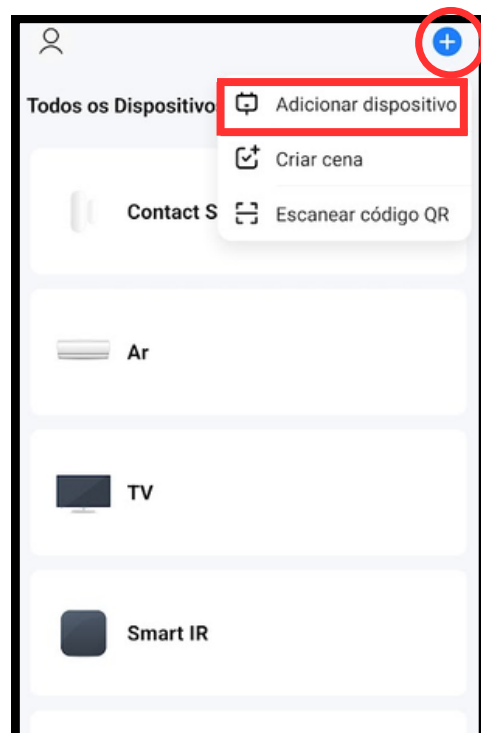 Todos os Dispositivo
Adicionar dispositivo
Criar cena
Contact S
Escanear código QR
Ar
TV
Smart IR